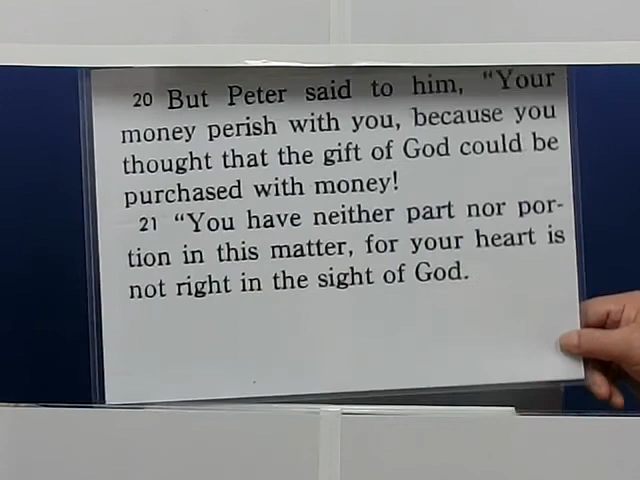 20 But Peter said to him, "Your
money perish with you, because you
thought that the gift of God could be
purchased with money!
21 "You have neither part nor por-
tion in this matter, for your heart is
not right in the sight of God.